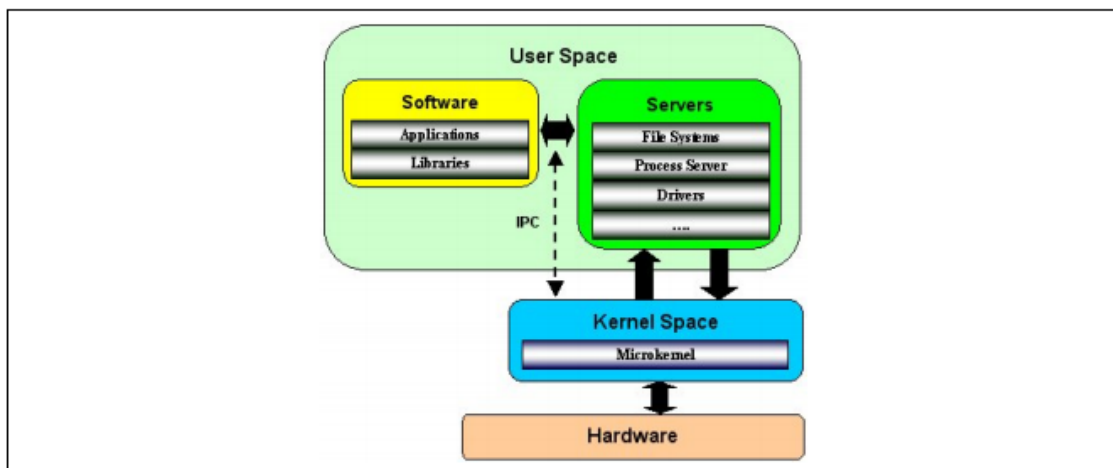 User Space
Software
Applications
Libraries
Servers
File Systems
Process Server
Drivers
....
IPC
Kernel Space
Microkernel
Hardware